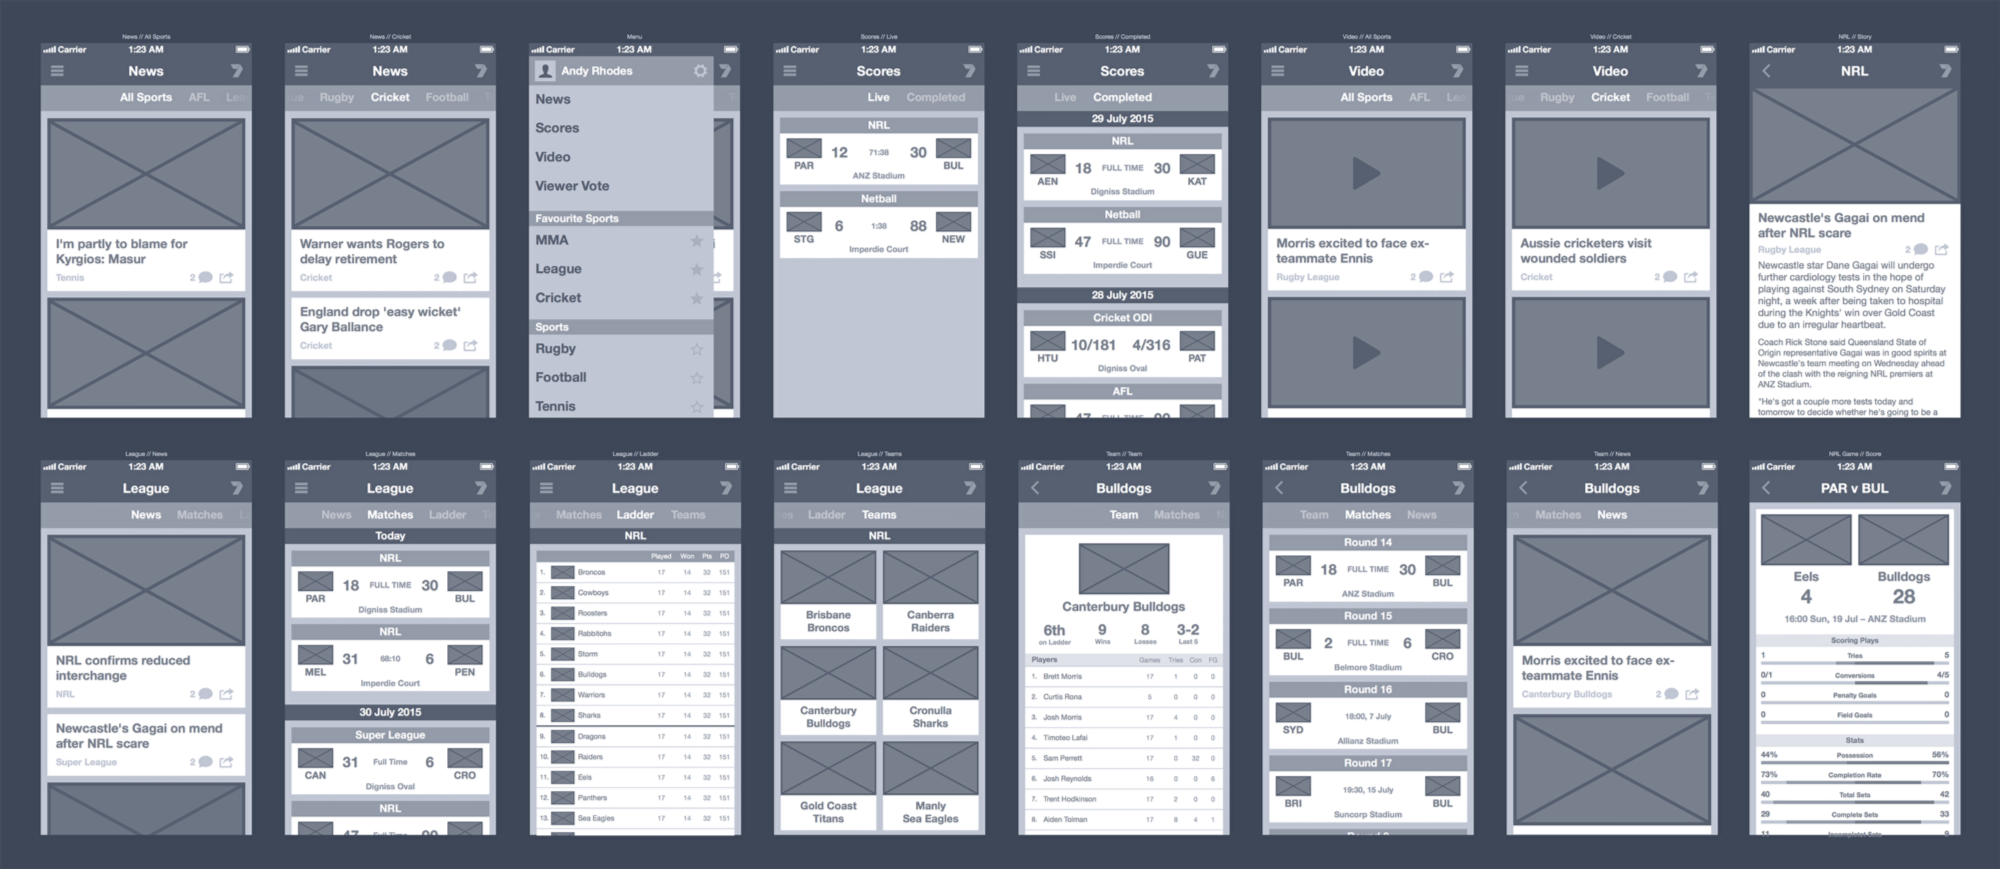 News // All Sports
Carrier 1:23 AM
News
All Sports AFL
I'm partly to blame for
Kyrgios: Masur
Tennis 2
News // Cricket
Carrier 1:23 AM
News
Rugby Cricket Football
Warner wants Rogers to
delay retirement
Cricket 2
England drop 'easy wicket'
Gary Ballance
Cricket 2
Menu
Carrier 1:23 AM
Andy Rhodes
News
Scores
Video
Viewer Vote
Favourite Sports
MMA
League
Cricket
Sports
Rugby
Football
Tennis
Scores // Live
Carrier 1:23 AM
Scores
Live Completed
NRL
12 71:38 30
PAR BUL
ANZ Stadium
Netball
6 1:38 88
STG NEW
Imperdie Court
Scores // Completed
Carrier 1:23 AM
Scores
Live Completed
29 July 2015
NRL
18 FULL TIME 30
AEN KAT
Digniss Stadium
Netball
47 FULL TIME 90
SSI GUE
Imperdie Court
28 July 2015
Cricket ODI
10/181 4/316
HTU PAT
Digniss Oval
AFL
Video // All Sports
Carrier 1:23 AM
Video
All Sports AFL
Morris excited to face ex-
teammate Ennis
Rugby League 2
Video // Cricket
Carrier 1:23 AM
Video
Rugby Cricket Football
Aussie cricketers visit
wounded soldiers
Cricket 2
NRL // Story
Carrier 1:23 AM
NRL
Newcastle's Gagai on mend
after NRL scare
Rugby League 2
Newcastle star Dane Gagai will undergo
further cardiology tests in the hope of
playing against South Sydney on Saturday
night, a week after being taken to hospital
during the Knights' win over Gold Coast
due to an irregular heartbeat.
Coach Rick Stone said Queensland State of
Origin representative Gagai was in good spirits at
Newcastle's team meeting on Wednesday ahead
of the clash with the reigning NRL premiers at
ANZ Stadium.
"He's got a couple more tests today and
tomorrow to decide whether he's going to be a
League // News
Carrier 1:23 AM
League
News Matches
NRL confirms reduced
interchange
NRL 2
Newcastle's Gagai on mend
after NRL scare
Super League 2
League // Matches
Carrier 1:23 AM
League
News Matches Ladder
Today
NRL
18 FULL TIME 30
PAR BUL
Digniss Stadium
NRL
31 68:10 6
MEL PEN
Imperdie Court
30 July 2015
Super League
31 Full Time 6
CAN CRO
Digniss Oval
NRL
League // Ladder
Carrier 1:23 AM
League
Matches Ladder Teams
NRL
Played Won Pts PD
1. Broncos 17 14 32 151
2. Cowboys 17 14 32 151
3. Roosters 17 14 32 151
4. Rabbitohs 17 14 32 151
5. Storm 17 14 32 151
6. Bulldogs 17 14 32 151
7. Warriors 17 14 32 151
8. Sharks 17 14 32 151
9. Dragons 17 14 32 151
10. Raiders 17 14 32 151
11. Eels 17 14 32 151
12. Panthers 17 14 32 151
13. Sea Eagles 17 14 32 151
League // Teams
Carrier 1:23 AM
League
Ladder Teams
NRL
Brisbane Broncos
Canberra Raiders
Canterbury Bulldogs
Cronulla Sharks
Gold Coast Titans
Manly Sea Eagles
Team // Team
Carrier 1:23 AM
Bulldogs
Team Matches
Canterbury Bulldogs
6th 9 8 3-2
on Ladder Wins Losses Last 5
Players Games Tries Con FG
1. Brett Morris 17 1 0 0
2. Curtis Rona 5 0 0 0
3. Josh Morris 17 4 0 0
4. Timoteo Lafai 17 1 0 0
5. Sam Perrett 17 0 32 0
6. Josh Reynolds 16 0 0 6
7. Trent Hodkinson 17 2 0 0
8. Aiden Tolman 17 8 4 1
Team // Matches
Carrier 1:23 AM
Bulldogs
Team Matches News
Round 14
18 FULL TIME 30
PAR BUL
ANZ Stadium
Round 15
2 FULL TIME 6
BUL CRO
Belmore Stadium
Round 16
18:00, 7 July
SYD BUL
Allianz Stadium
Round 17
19:30, 15 July
BRI BUL
Suncorp Stadium
Team // News
Carrier 1:23 AM
Bulldogs
Matches News
Morris excited to face ex-
teammate Ennis
Canterbury Bulldogs 2
NRL Game // Score
Carrier 1:23 AM
PAR v BUL
Eels Bulldogs
4 28
16:00 Sun, 19 Jul – ANZ Stadium
Scoring Plays
1 Tries 5
0/1 Conversions 4/5
0 Penalty Goals 0
0 Field Goals 0
Stats
44% Possession 56%
73% Completion Rate 70%
40 Total Sets 42
29 Complete Sets 33